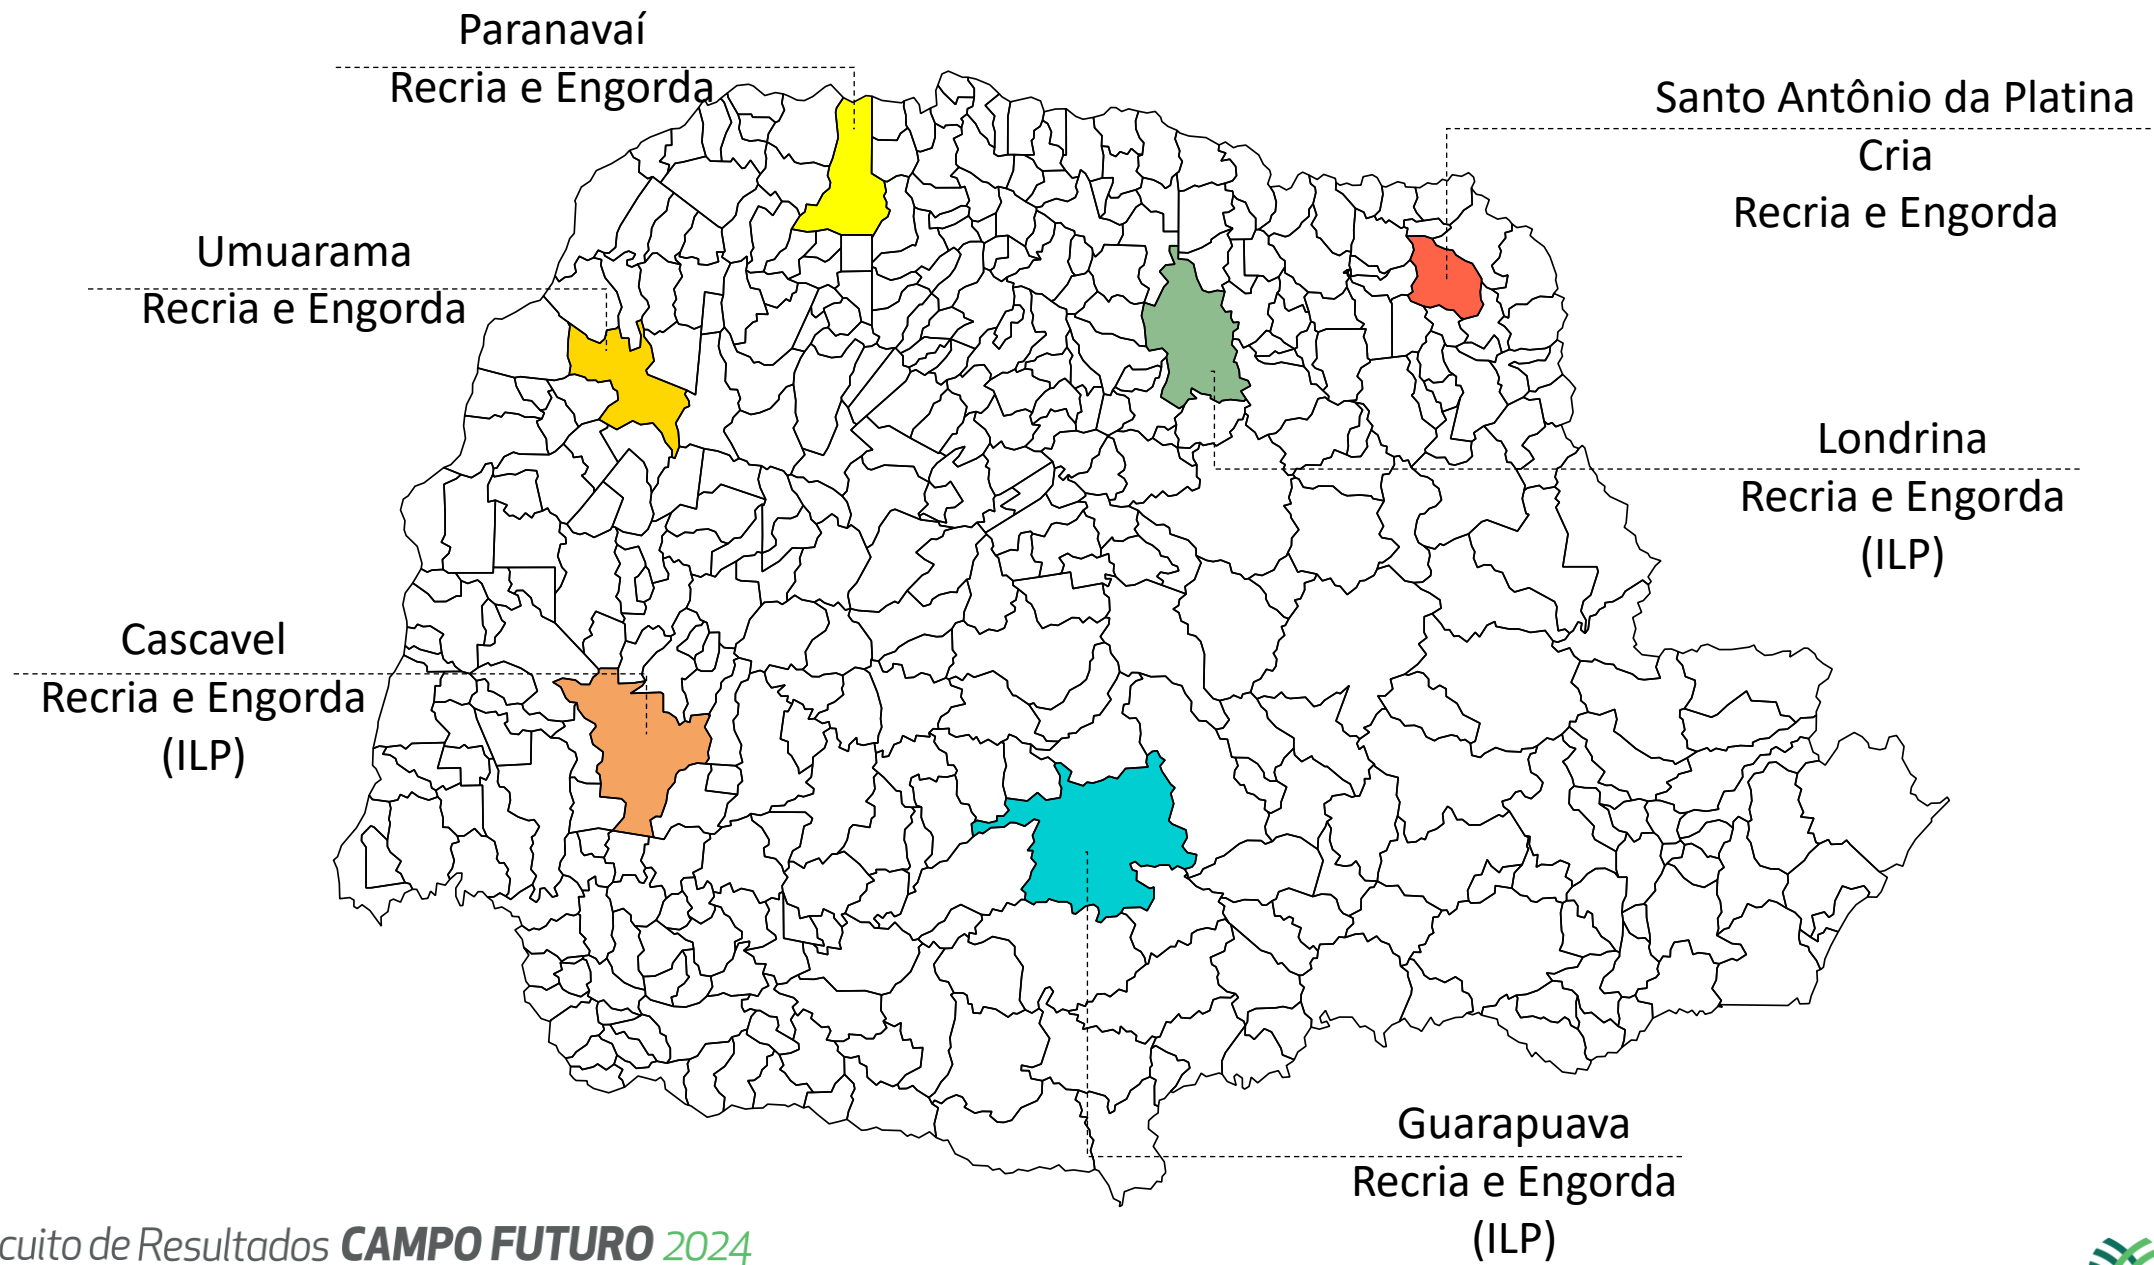 Paranavaí
Recria e Engorda
Santo Antônio da Platina
Cria
Recria e Engorda
Umuarama
Recria e Engorda
Londrina
Recria e Engorda
(ILP)
Cascavel
Recria e Engorda
(ILP)
Guarapuava
Recria e Engorda
(ILP)
cuito de Resultados CAMPO FUTURO 2024